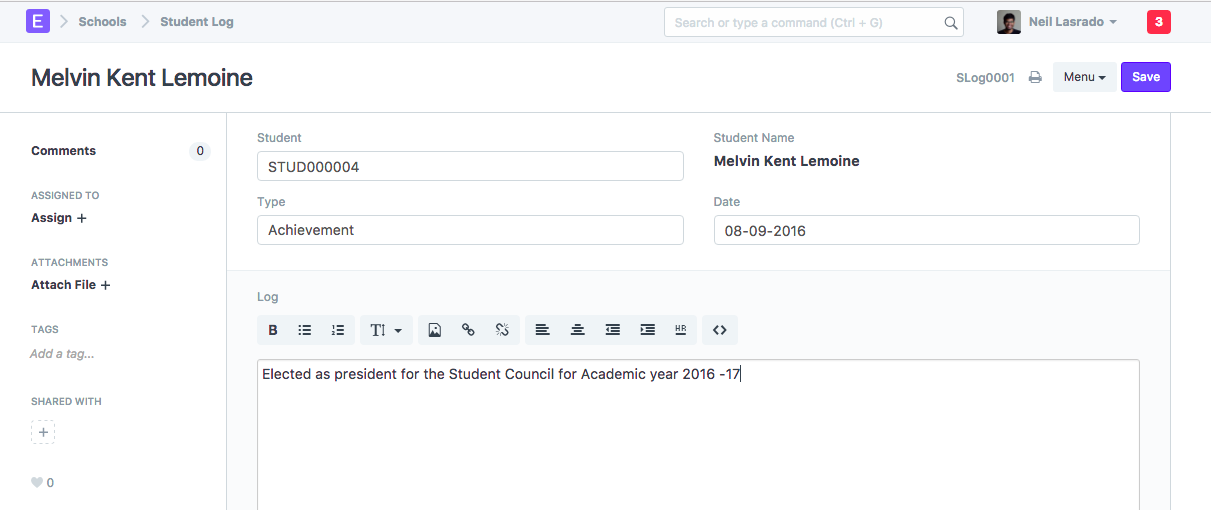 E Schools Student Log Search or type a command (Ctrl + G) Neil Lasrado 3
Melvin Kent Lemoine SLog0001 Menu Save
Comments 0
ASSIGNED TO
Assign +
ATTACHMENTS
Attach File +
TAGS
Add a tag...
SHARED WITH
+
0
Student
STUD000004
Student Name
Melvin Kent Lemoine
Type
Achievement
Date
08-09-2016
Log
B T HR <>
Elected as president for the Student Council for Academic year 2016 -17